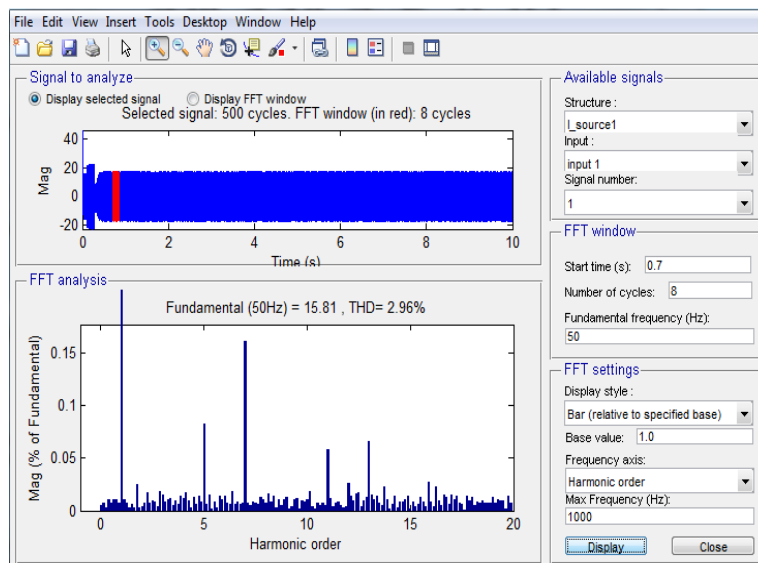 File Edit View Insert Tools Desktop Window Help
Signal to analyze
Display selected signal Display FFT window
Selected signal: 500 cycles. FFT window (in red): 8 cycles
40
20
0
-20
Mag
0 2 4 6 8 10
Time (s)
FFT analysis
Fundamental (50Hz) = 15.81 , THD= 2.96%
0.15
0.1
0.05
0
Mag (% of Fundamental)
0 5 10 15 20
Harmonic order
Available signals
Structure :
I_source1
Input :
input 1
Signal number:
1
FFT window
Start time (s): 0.7
Number of cycles: 8
Fundamental frequency (Hz):
50
FFT settings
Display style :
Bar (relative to specified base)
Base value: 1.0
Frequency axis:
Harmonic order
Max Frequency (Hz):
1000
Display Close